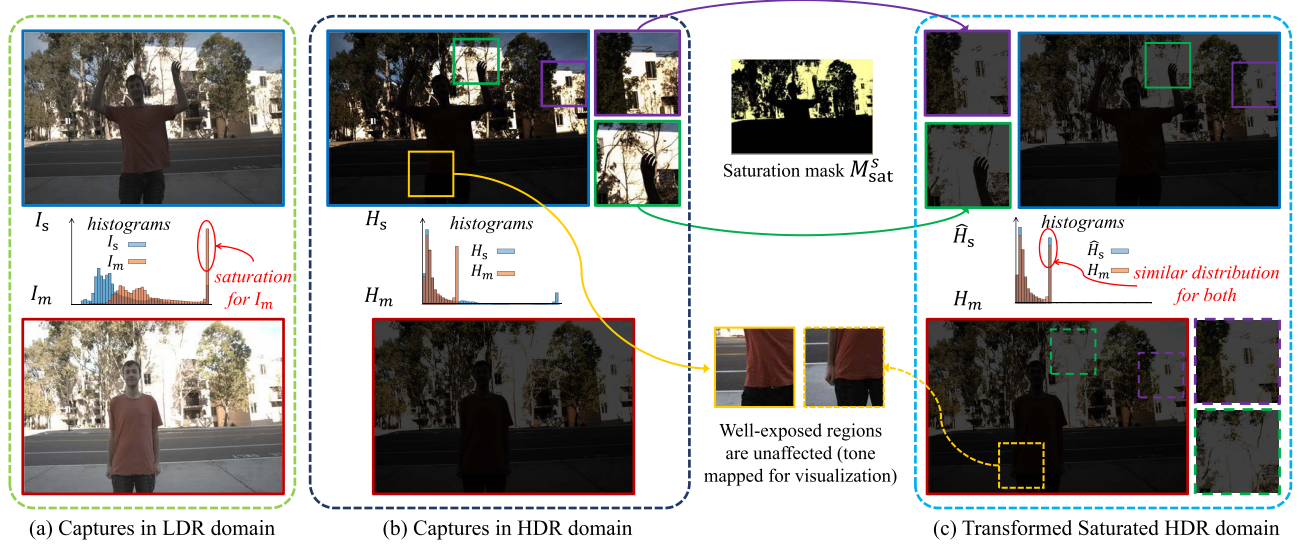 I_s
histograms
I_s
I_m
saturation
for I_m
I_m
(a) Captures in LDR domain
H_s
histograms
H_s
H_m
H_m
(b) Captures in HDR domain
Saturation mask M_sat^s
Well-exposed regions
are unaffected (tone
mapped for visualization)
Ĥ_s
histograms
Ĥ_s
H_m
similar distribution
for both
H_m
(c) Transformed Saturated HDR domain